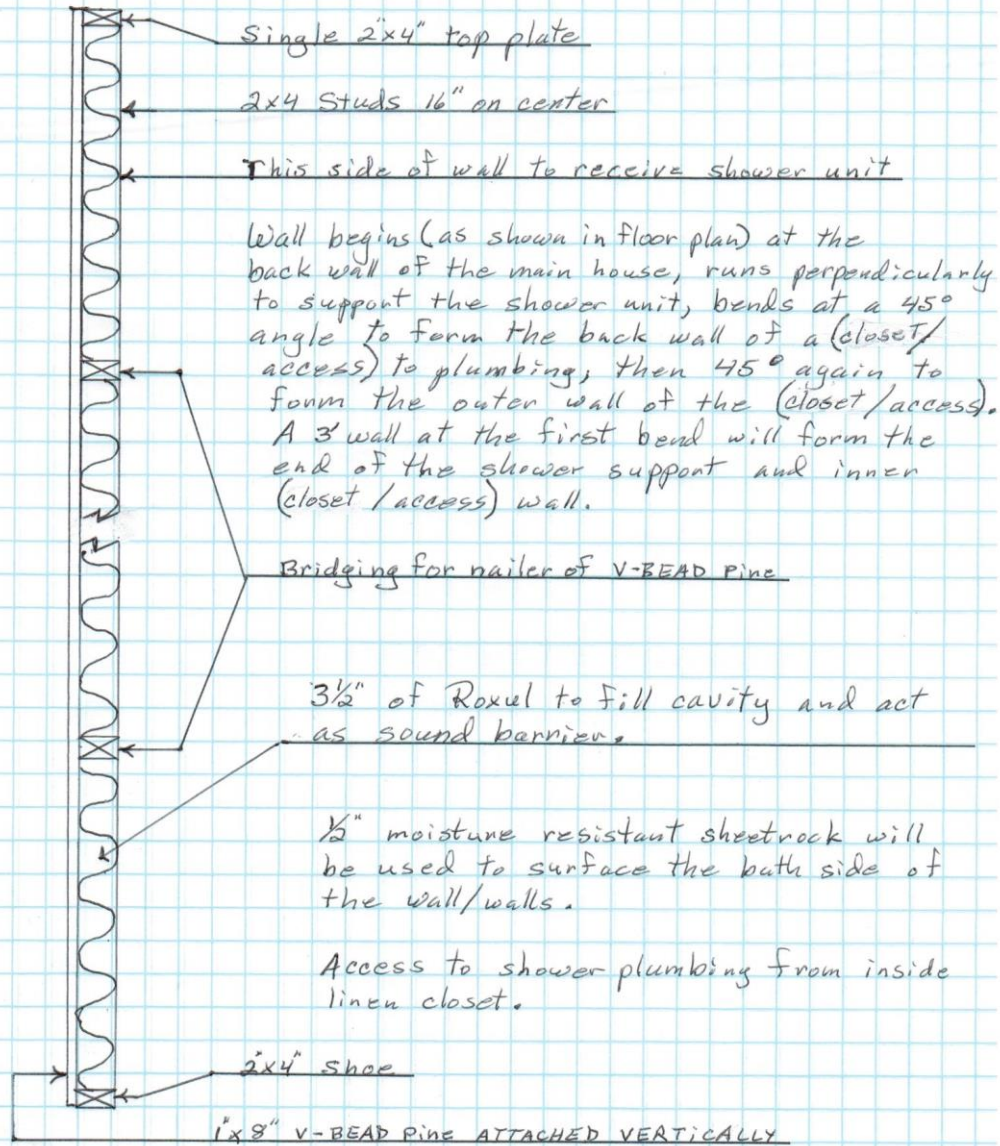 Single 2"x4" top plate
2x4 Studs 16" on center
This side of wall to receive shower unit
Wall begins (as shown in floor plan) at the
back wall of the main house, runs perpendicularly
to support the shower unit, bends at a 45°
angle to form the back wall of a (closet/
access) to plumbing, then 45° again to
form the outer wall of the (closet/access).
A 3' wall at the first bend will form the
end of the shower support and inner
(closet/access) wall.
Bridging for nailer of V-BEAD Pine
3½" of Roxul to fill cavity and act
as sound barrier.
½" moisture resistant sheetrock will
be used to surface the bath side of
the wall/walls.
Access to shower plumbing from inside
linen closet.
2"x4" Shoe
1"x8" V-BEAD Pine ATTACHED VERTiCALLY